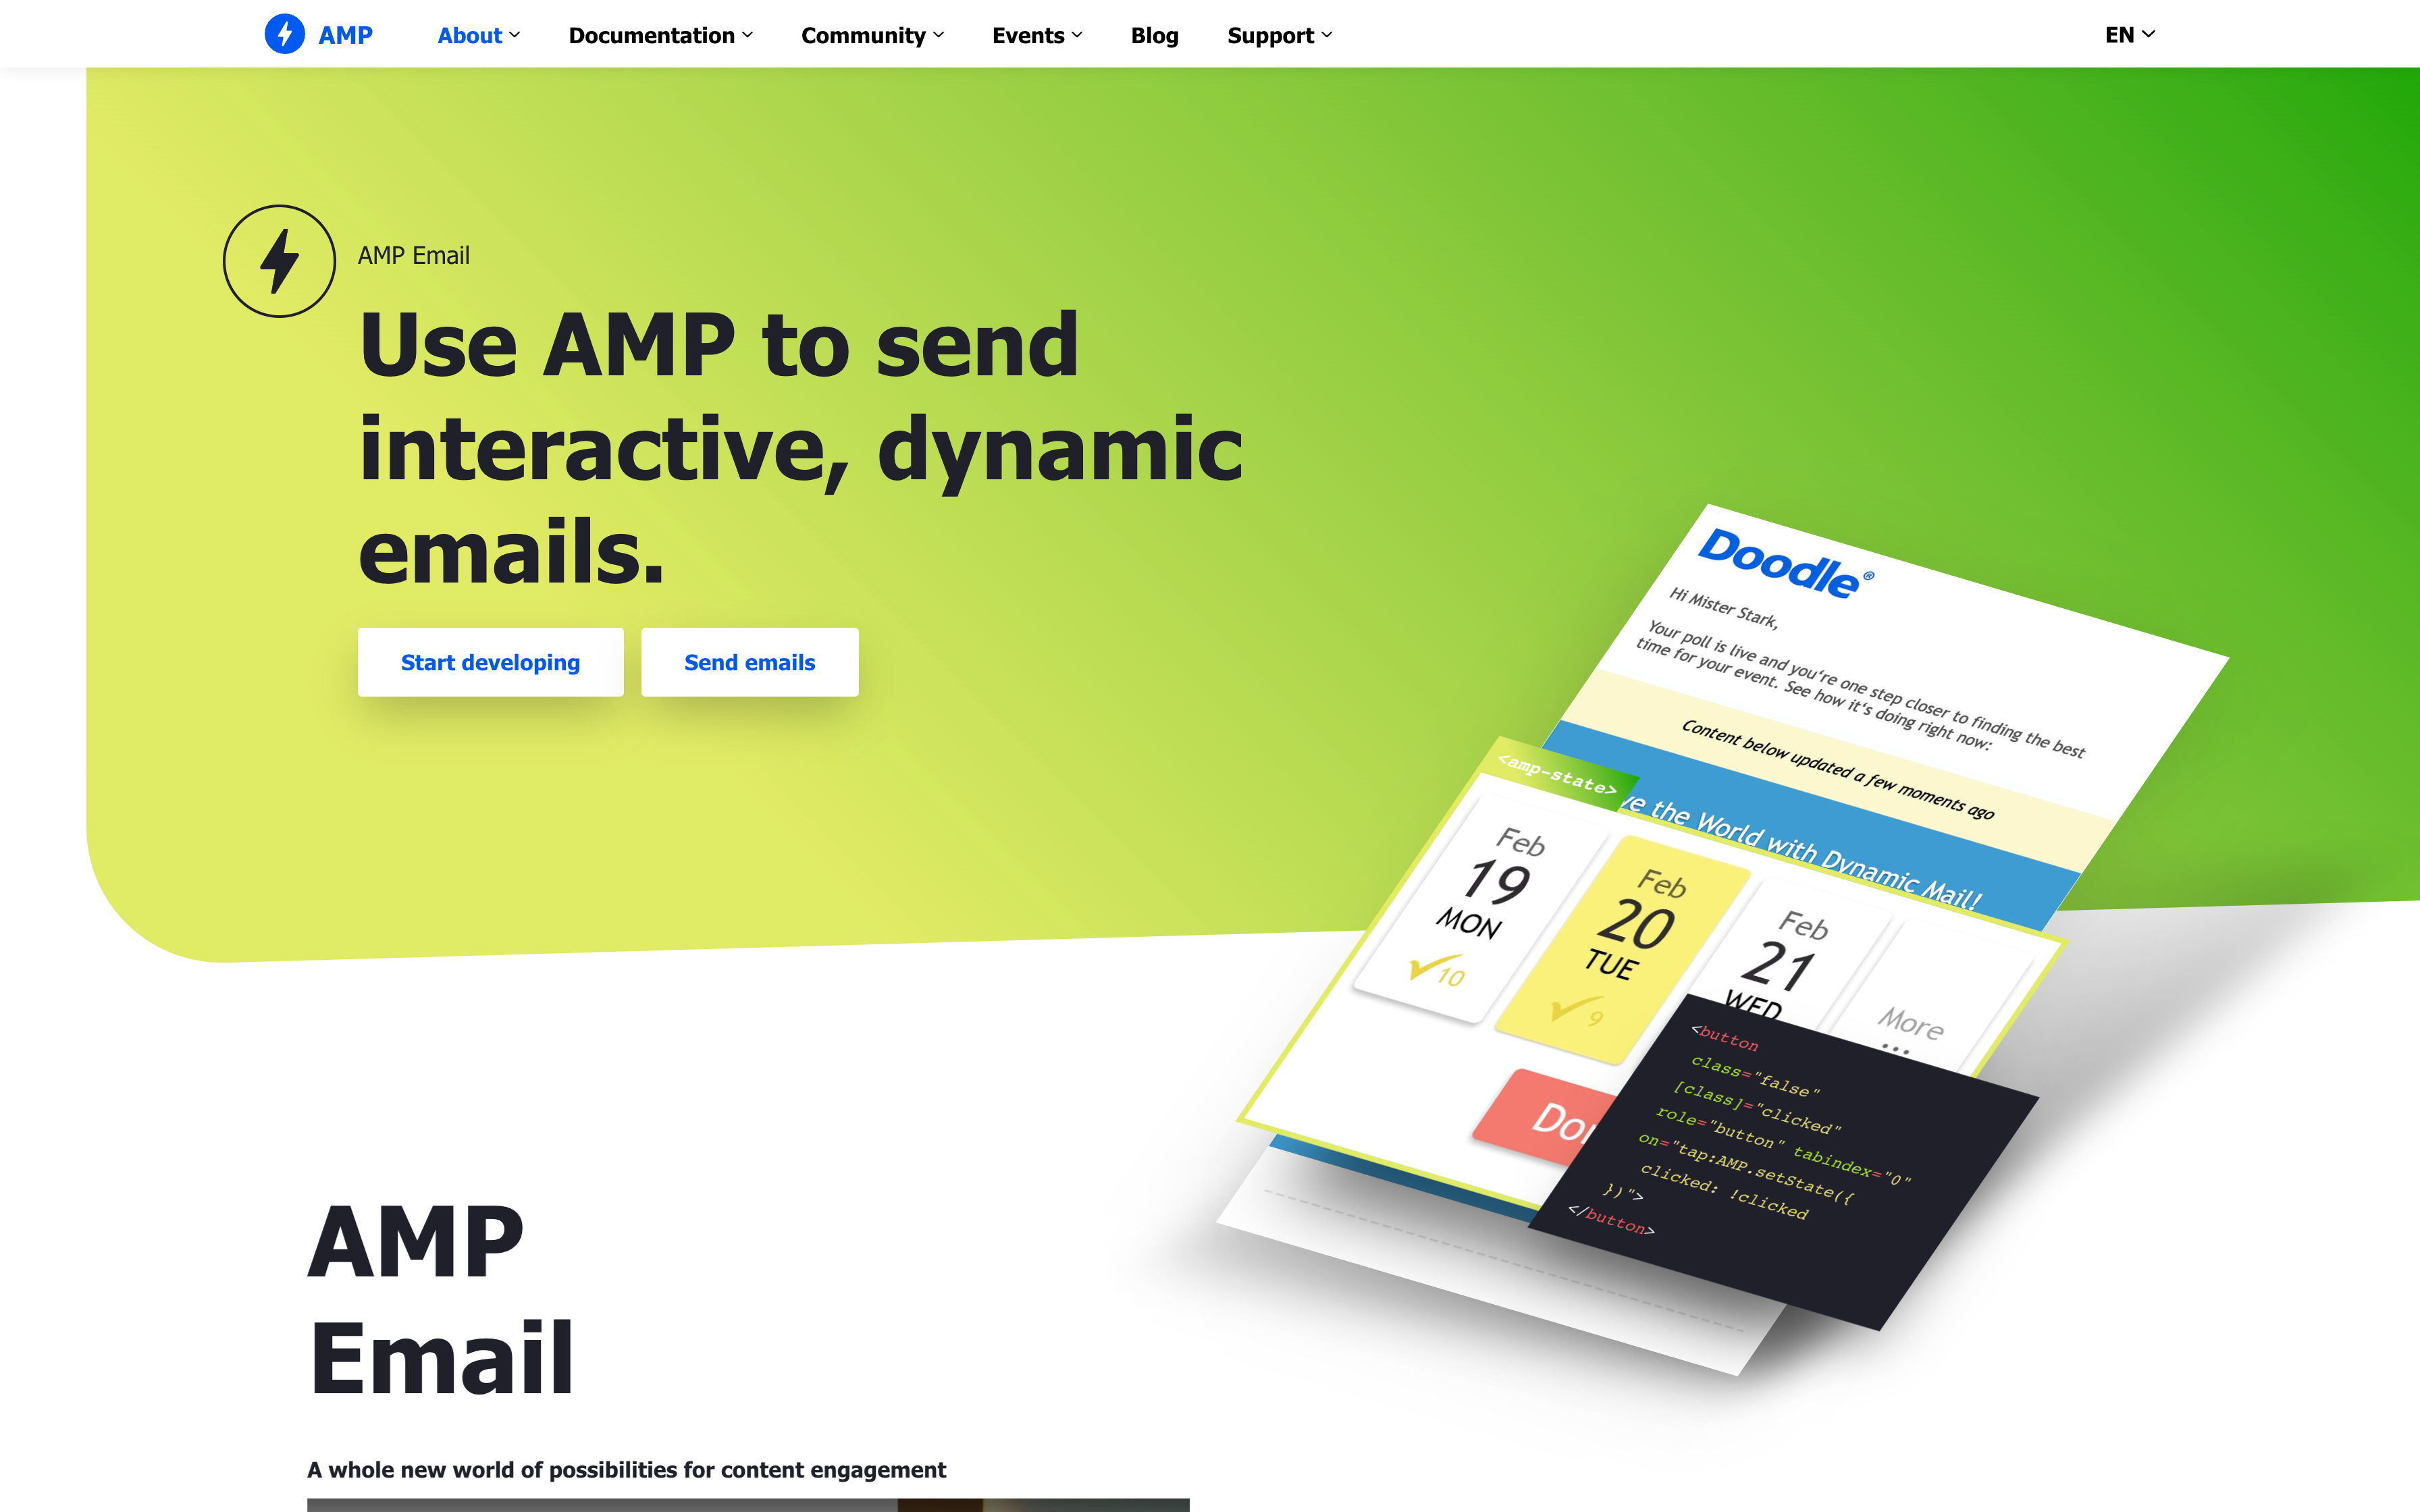 AMP
About
Documentation
Community
Events
Blog
Support
EN
AMP Email
Use AMP to send
interactive, dynamic
emails.
Start developing
Send emails
Doodle®
Hi Mister Stark,
Your poll is live and you're one step closer to finding the best
time for your event. See how it's doing right now:
Content below updated a few moments ago
<amp-state>
the World with Dynamic Mail!
Feb
19
MON
10
Feb
20
TUE
9
Feb
21
WED
More
...
<button
class="false"
[class]="clicked"
role="button" tabindex="0"
on="tap:AMP.setState({
clicked: !clicked
})">
</button>
AMP
Email
A whole new world of possibilities for content engagement